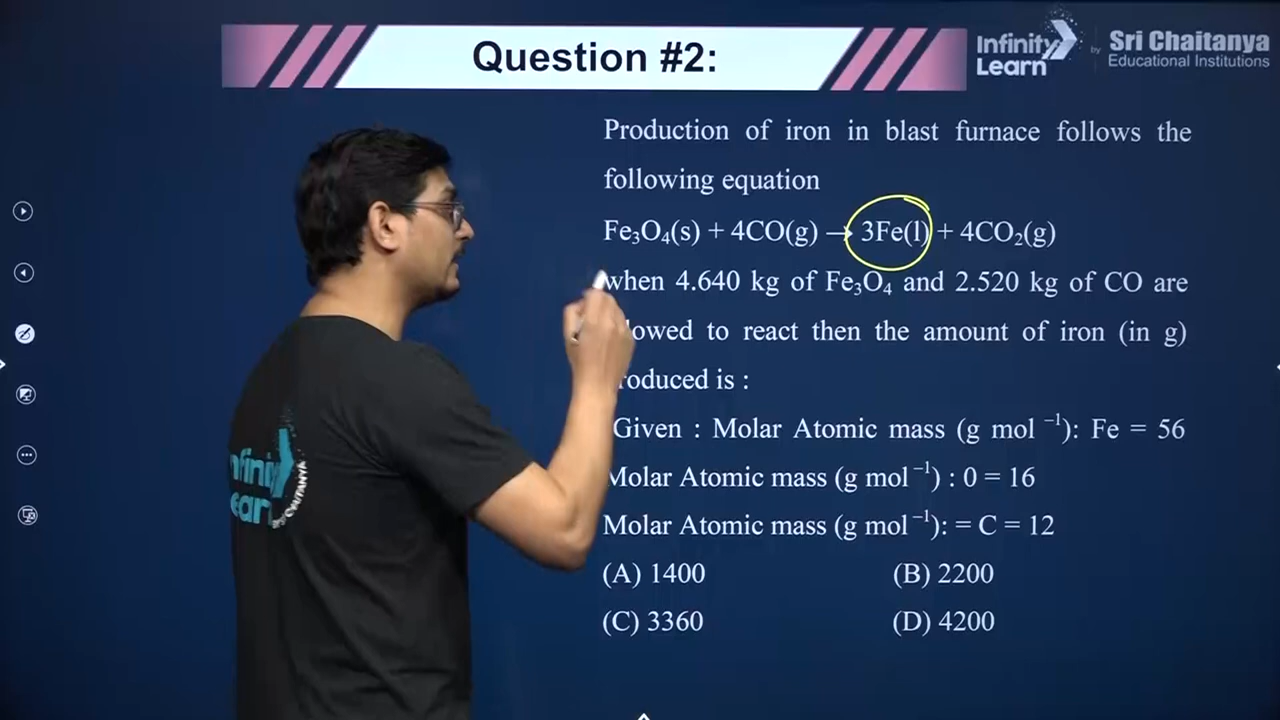 Question #2:
Infinity
Learn
by
Sri Chaitanya
Educational Institutions
Production of iron in blast furnace follows the
following equation
Fe₃O₄(s) + 4CO(g) → 3Fe(l) + 4CO₂(g)
when 4.640 kg of Fe₃O₄ and 2.520 kg of CO are
lowed to react then the amount of iron (in g)
roduced is :
Given : Molar Atomic mass (g mol ⁻¹): Fe = 56
Molar Atomic mass (g mol ⁻¹) : 0 = 16
Molar Atomic mass (g mol ⁻¹): = C = 12
(A) 1400 (B) 2200
(C) 3360 (D) 4200
nfini
earn